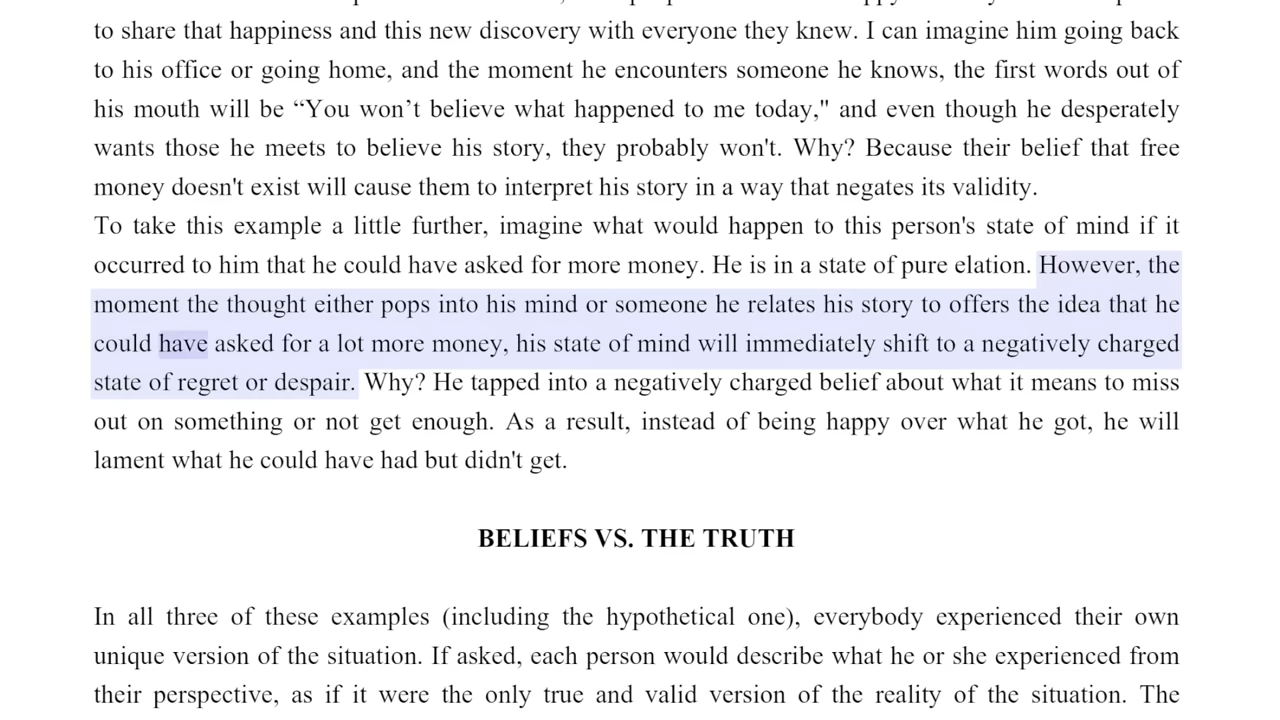 to share that happiness and this new discovery with everyone they knew. I can imagine him going back
to his office or going home, and the moment he encounters someone he knows, the first words out of
his mouth will be “You won’t believe what happened to me today," and even though he desperately
wants those he meets to believe his story, they probably won't. Why? Because their belief that free
money doesn't exist will cause them to interpret his story in a way that negates its validity.
To take this example a little further, imagine what would happen to this person's state of mind if it
occurred to him that he could have asked for more money. He is in a state of pure elation. However, the
moment the thought either pops into his mind or someone he relates his story to offers the idea that he
could have asked for a lot more money, his state of mind will immediately shift to a negatively charged
state of regret or despair. Why? He tapped into a negatively charged belief about what it means to miss
out on something or not get enough. As a result, instead of being happy over what he got, he will
lament what he could have had but didn't get.
BELIEFS VS. THE TRUTH
In all three of these examples (including the hypothetical one), everybody experienced their own
unique version of the situation. If asked, each person would describe what he or she experienced from
their perspective, as if it were the only true and valid version of the reality of the situation. The